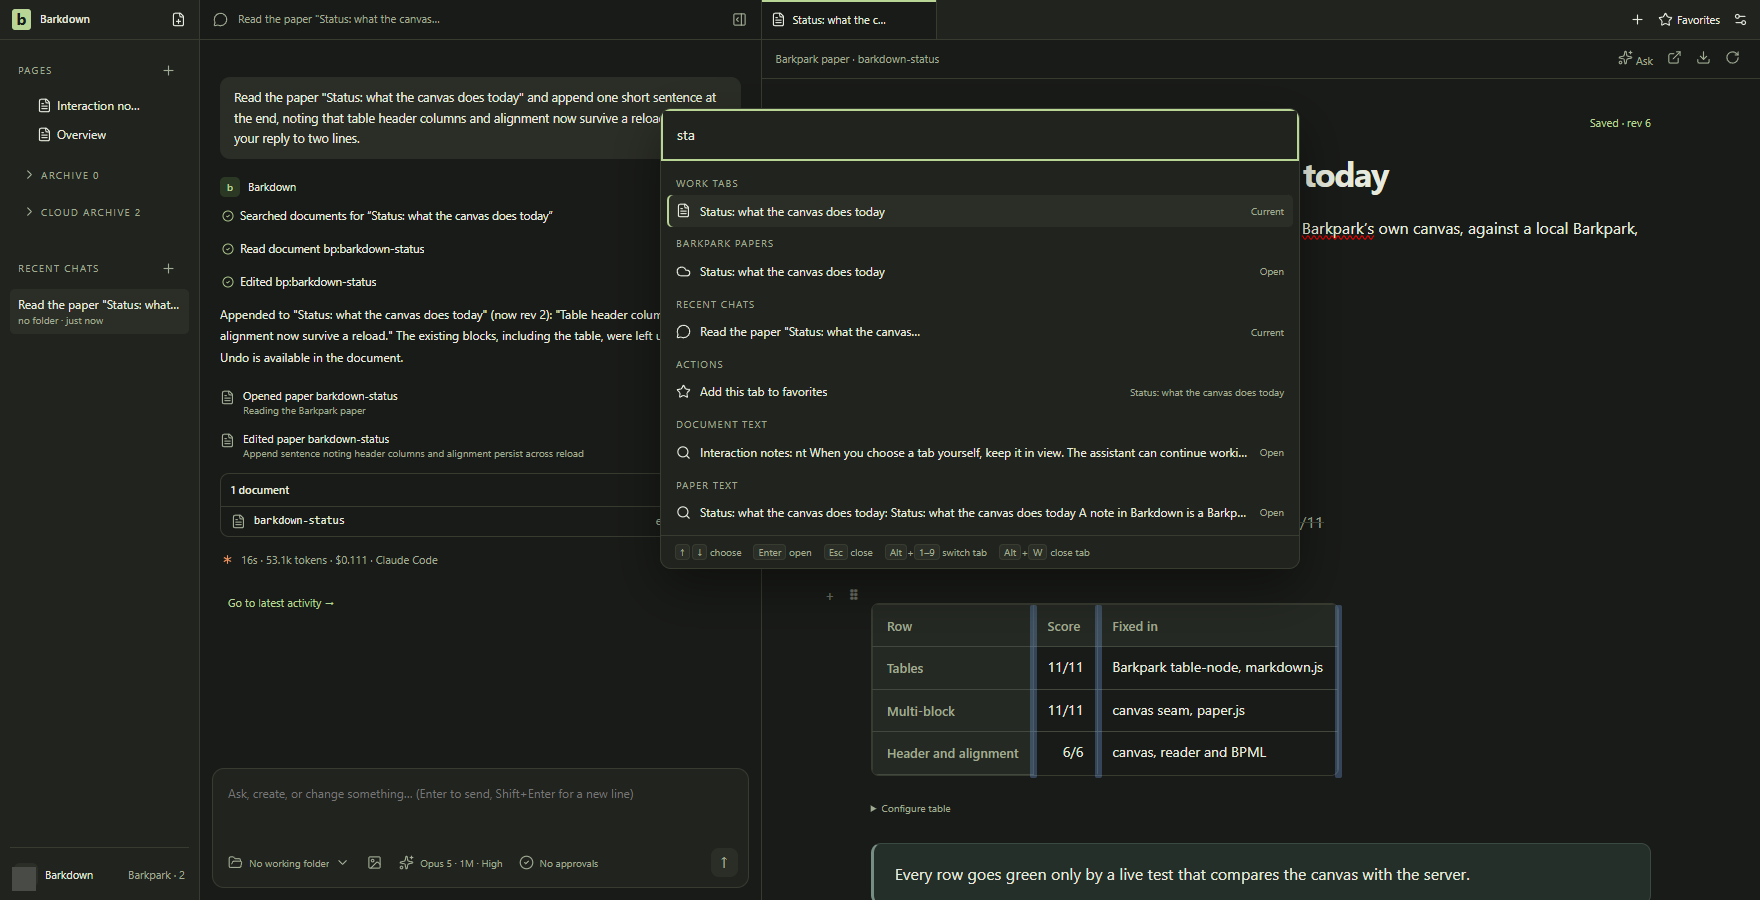 Barkdown
PAGES
Interaction no...
Overview
ARCHIVE 0
CLOUD ARCHIVE 2
RECENT CHATS
Read the paper "Status: what...
no folder · just now
Barkdown
Barkpark · 2
Read the paper "Status: what the canvas...
Read the paper "Status: what the canvas does today" and append one short sentence at
the end, noting that table header columns and alignment now survive a reloa
your reply to two lines.
b Barkdown
Searched documents for “Status: what the canvas does today”
Read document bp:barkdown-status
Edited bp:barkdown-status
Appended to "Status: what the canvas does today" (now rev 2): "Table header colum
alignment now survive a reload." The existing blocks, including the table, were left u
Undo is available in the document.
Opened paper barkdown-status
Reading the Barkpark paper
Edited paper barkdown-status
Append sentence noting header columns and alignment persist across reload
1 document
barkdown-status
16s · 53.1k tokens · $0.111 · Claude Code
Go to latest activity →
Ask, create, or change something... (Enter to send, Shift+Enter for a new line)
No working folder
Opus 5 · 1M · High
No approvals
sta
WORK TABS
Status: what the canvas does today Current
BARKPARK PAPERS
Status: what the canvas does today Open
RECENT CHATS
Read the paper "Status: what the canvas... Current
ACTIONS
Add this tab to favorites Status: what the canvas does today
DOCUMENT TEXT
Interaction notes: nt When you choose a tab yourself, keep it in view. The assistant can continue worki... Open
PAPER TEXT
Status: what the canvas does today: Status: what the canvas does today A note in Barkdown is a Barkp... Open
↑ ↓ choose Enter open Esc close Alt + 1–9 switch tab Alt + W close tab
Status: what the c...
Favorites
Barkpark paper · barkdown-status
Ask
Saved · rev 6
today
Barkpark’s own canvas, against a local Barkpark,
/11
Row Score Fixed in
Tables 11/11 Barkpark table-node, markdown.js
Multi-block 11/11 canvas seam, paper.js
Header and alignment 6/6 canvas, reader and BPML
Configure table
Every row goes green only by a live test that compares the canvas with the server.